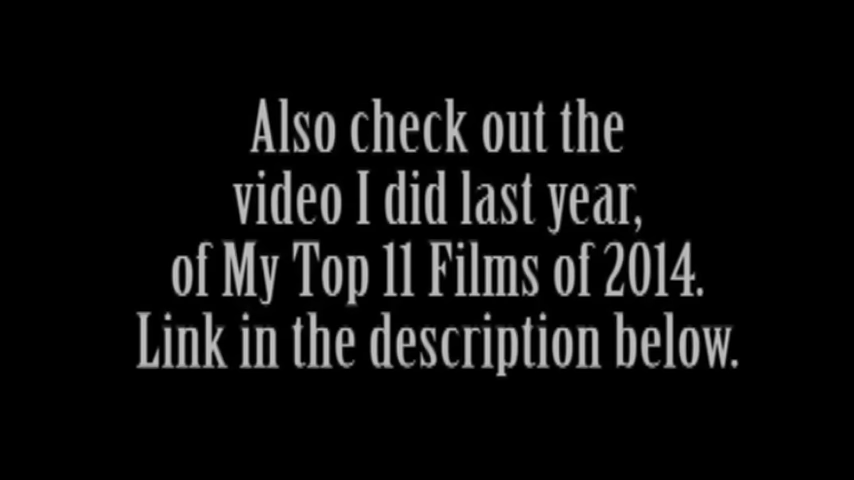 Also check out the
video I did last year,
of My Top 11 Films of 2014.
Link in the description below.